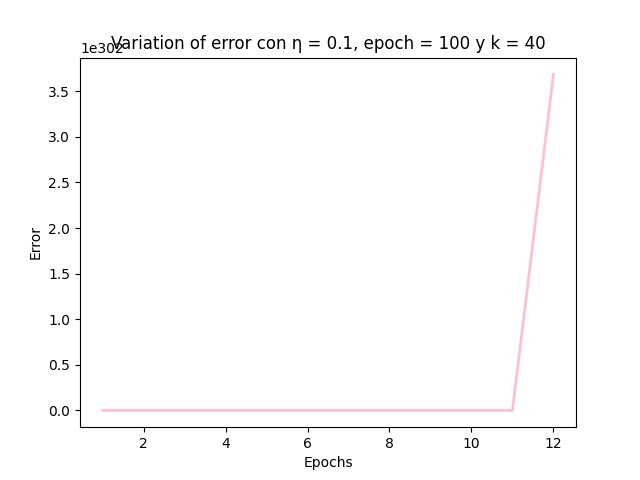 Variation of error con η = 0.1, epoch = 100 y k = 40
1e302
3.5
3.0
2.5
2.0
1.5
1.0
0.5
0.0
Error
2 4 6 8 10 12
Epochs